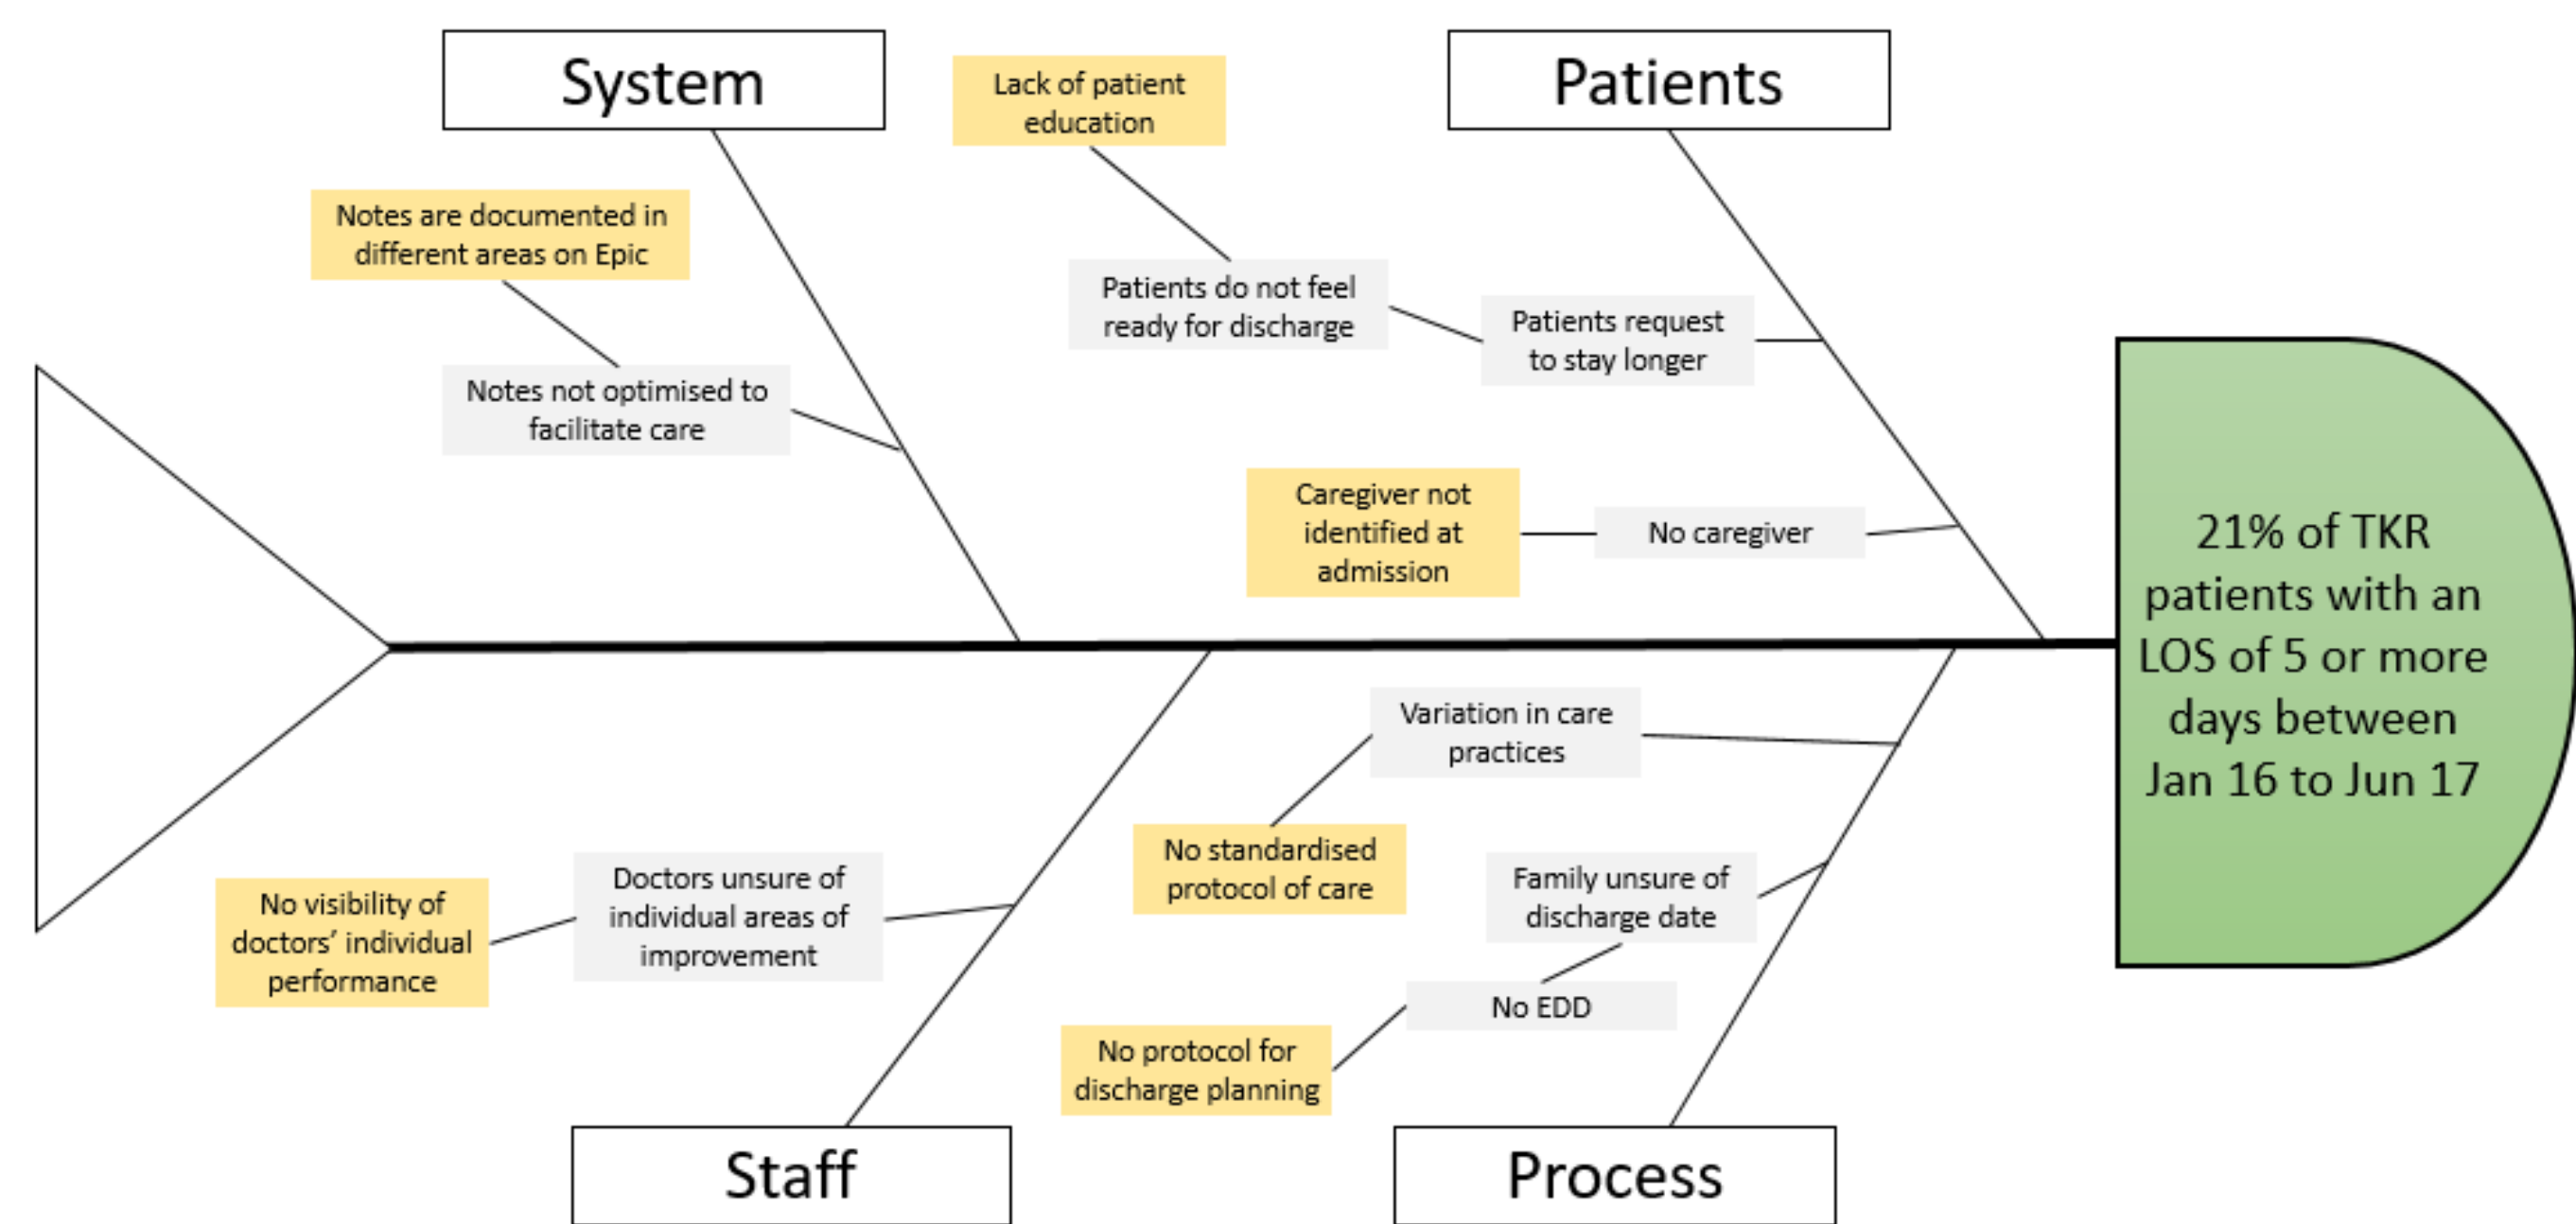 System
Patients
Lack of patient
education
Notes are documented in
different areas on Epic
Patients do not feel
ready for discharge
Patients request
to stay longer
Notes not optimised to
facilitate care
Caregiver not
identified at
admission
No caregiver
21% of TKR
patients with an
LOS of 5 or more
days between
Jan 16 to Jun 17
Variation in care
practices
No standardised
protocol of care
Family unsure of
discharge date
Doctors unsure of
individual areas of
improvement
No visibility of
doctors’ individual
performance
No EDD
No protocol for
discharge planning
Staff
Process